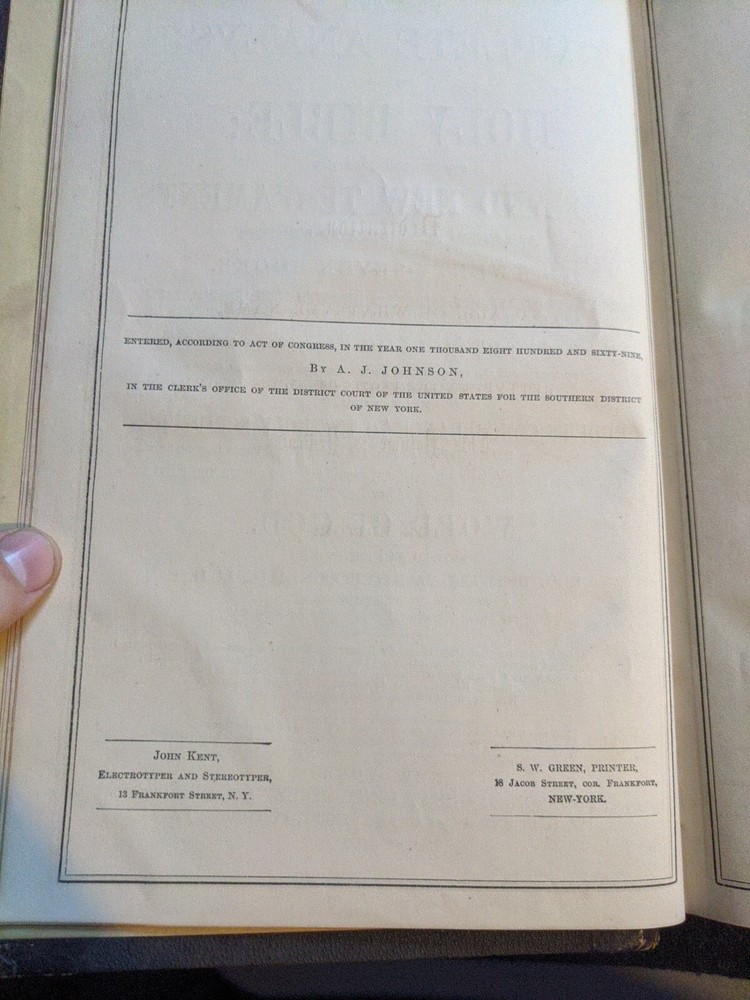 ENTERED, ACCORDING TO ACT OF CONGRESS, IN THE YEAR ONE THOUSAND EIGHT HUNDRED AND SIXTY-NINE,
BY A. J. JOHNSON,
IN THE CLERK'S OFFICE OF THE DISTRICT COURT OF THE UNITED STATES FOR THE SOUTHERN DISTRICT
OF NEW YORK.
JOHN KENT,
ELECTROTYPER AND STEREOTYPER,
13 FRANKFORT STREET, N. Y.
S. W. GREEN, PRINTER,
16 JACOB STREET, COR. FRANKFORT,
NEW-YORK.